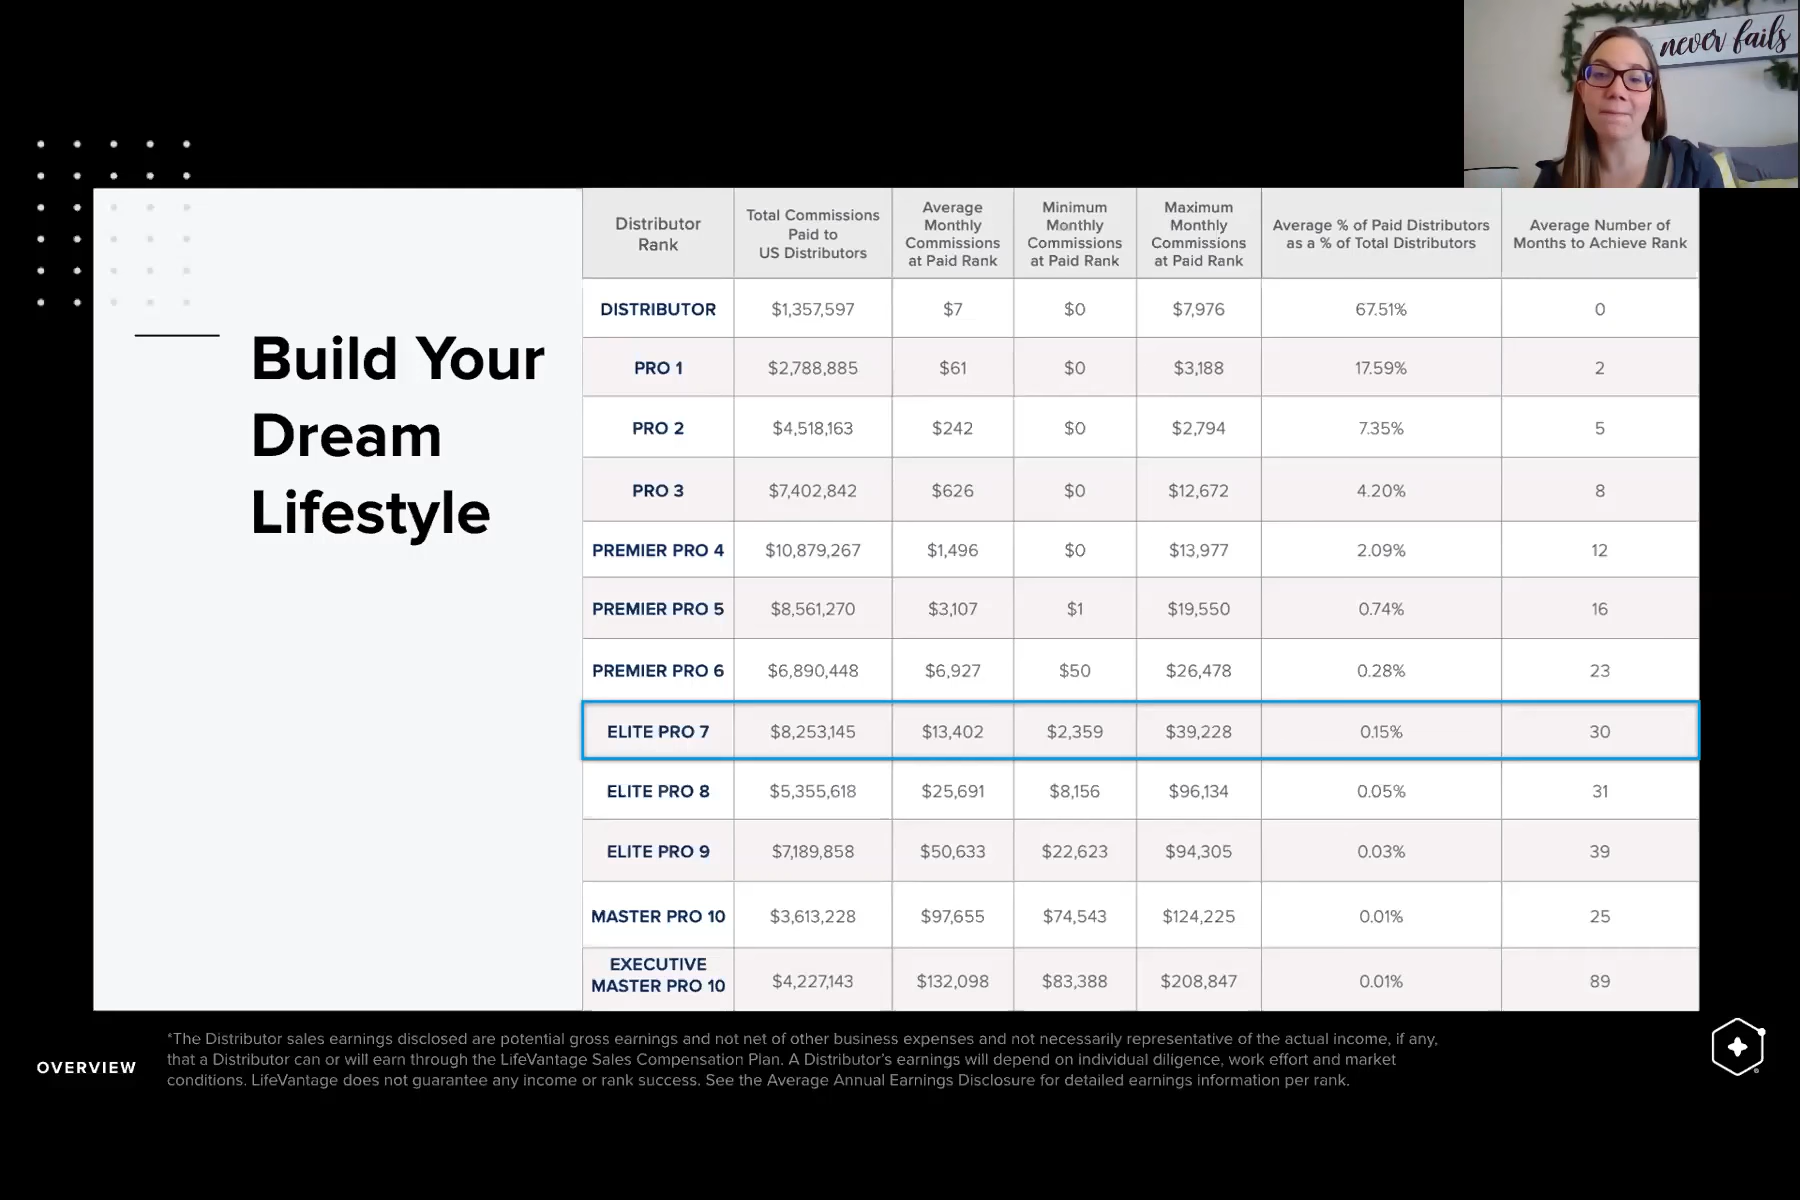 never fails
Build Your
Dream
Lifestyle
Distributor
Rank
Total Commissions
Paid to
US Distributors
Average
Monthly
Commissions
at Paid Rank
Minimum
Monthly
Commissions
at Paid Rank
Maximum
Monthly
Commissions
at Paid Rank
Average % of Paid Distributors
as a % of Total Distributors
Average Number of
Months to Achieve Rank
DISTRIBUTOR $1,357,597 $7 $0 $7,976 67.51% 0
PRO 1 $2,788,885 $61 $0 $3,188 17.59% 2
PRO 2 $4,518,163 $242 $0 $2,794 7.35% 5
PRO 3 $7,402,842 $626 $0 $12,672 4.20% 8
PREMIER PRO 4 $10,879,267 $1,496 $0 $13,977 2.09% 12
PREMIER PRO 5 $8,561,270 $3,107 $1 $19,550 0.74% 16
PREMIER PRO 6 $6,890,448 $6,927 $50 $26,478 0.28% 23
ELITE PRO 7 $8,253,145 $13,402 $2,359 $39,228 0.15% 30
ELITE PRO 8 $5,355,618 $25,691 $8,156 $96,134 0.05% 31
ELITE PRO 9 $7,189,858 $50,633 $22,623 $94,305 0.03% 39
MASTER PRO 10 $3,613,228 $97,655 $74,543 $124,225 0.01% 25
EXECUTIVE
MASTER PRO 10 $4,227,143 $132,098 $83,388 $208,847 0.01% 89
OVERVIEW
*The Distributor sales earnings disclosed are potential gross earnings and not net of other business expenses and not necessarily representative of the actual income, if any,
that a Distributor can or will earn through the LifeVantage Sales Compensation Plan. A Distributor's earnings will depend on individual diligence, work effort and market
conditions. LifeVantage does not guarantee any income or rank success. See the Average Annual Earnings Disclosure for detailed earnings information per rank.